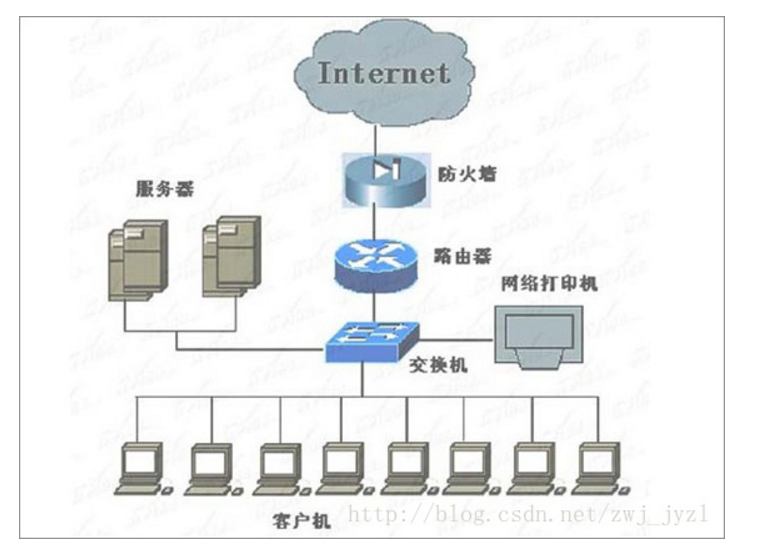 Internet
防火墙
服务器
路由器
网络打印机
交换机
客户机
http://blog.csdn.net/zwj_jyzl